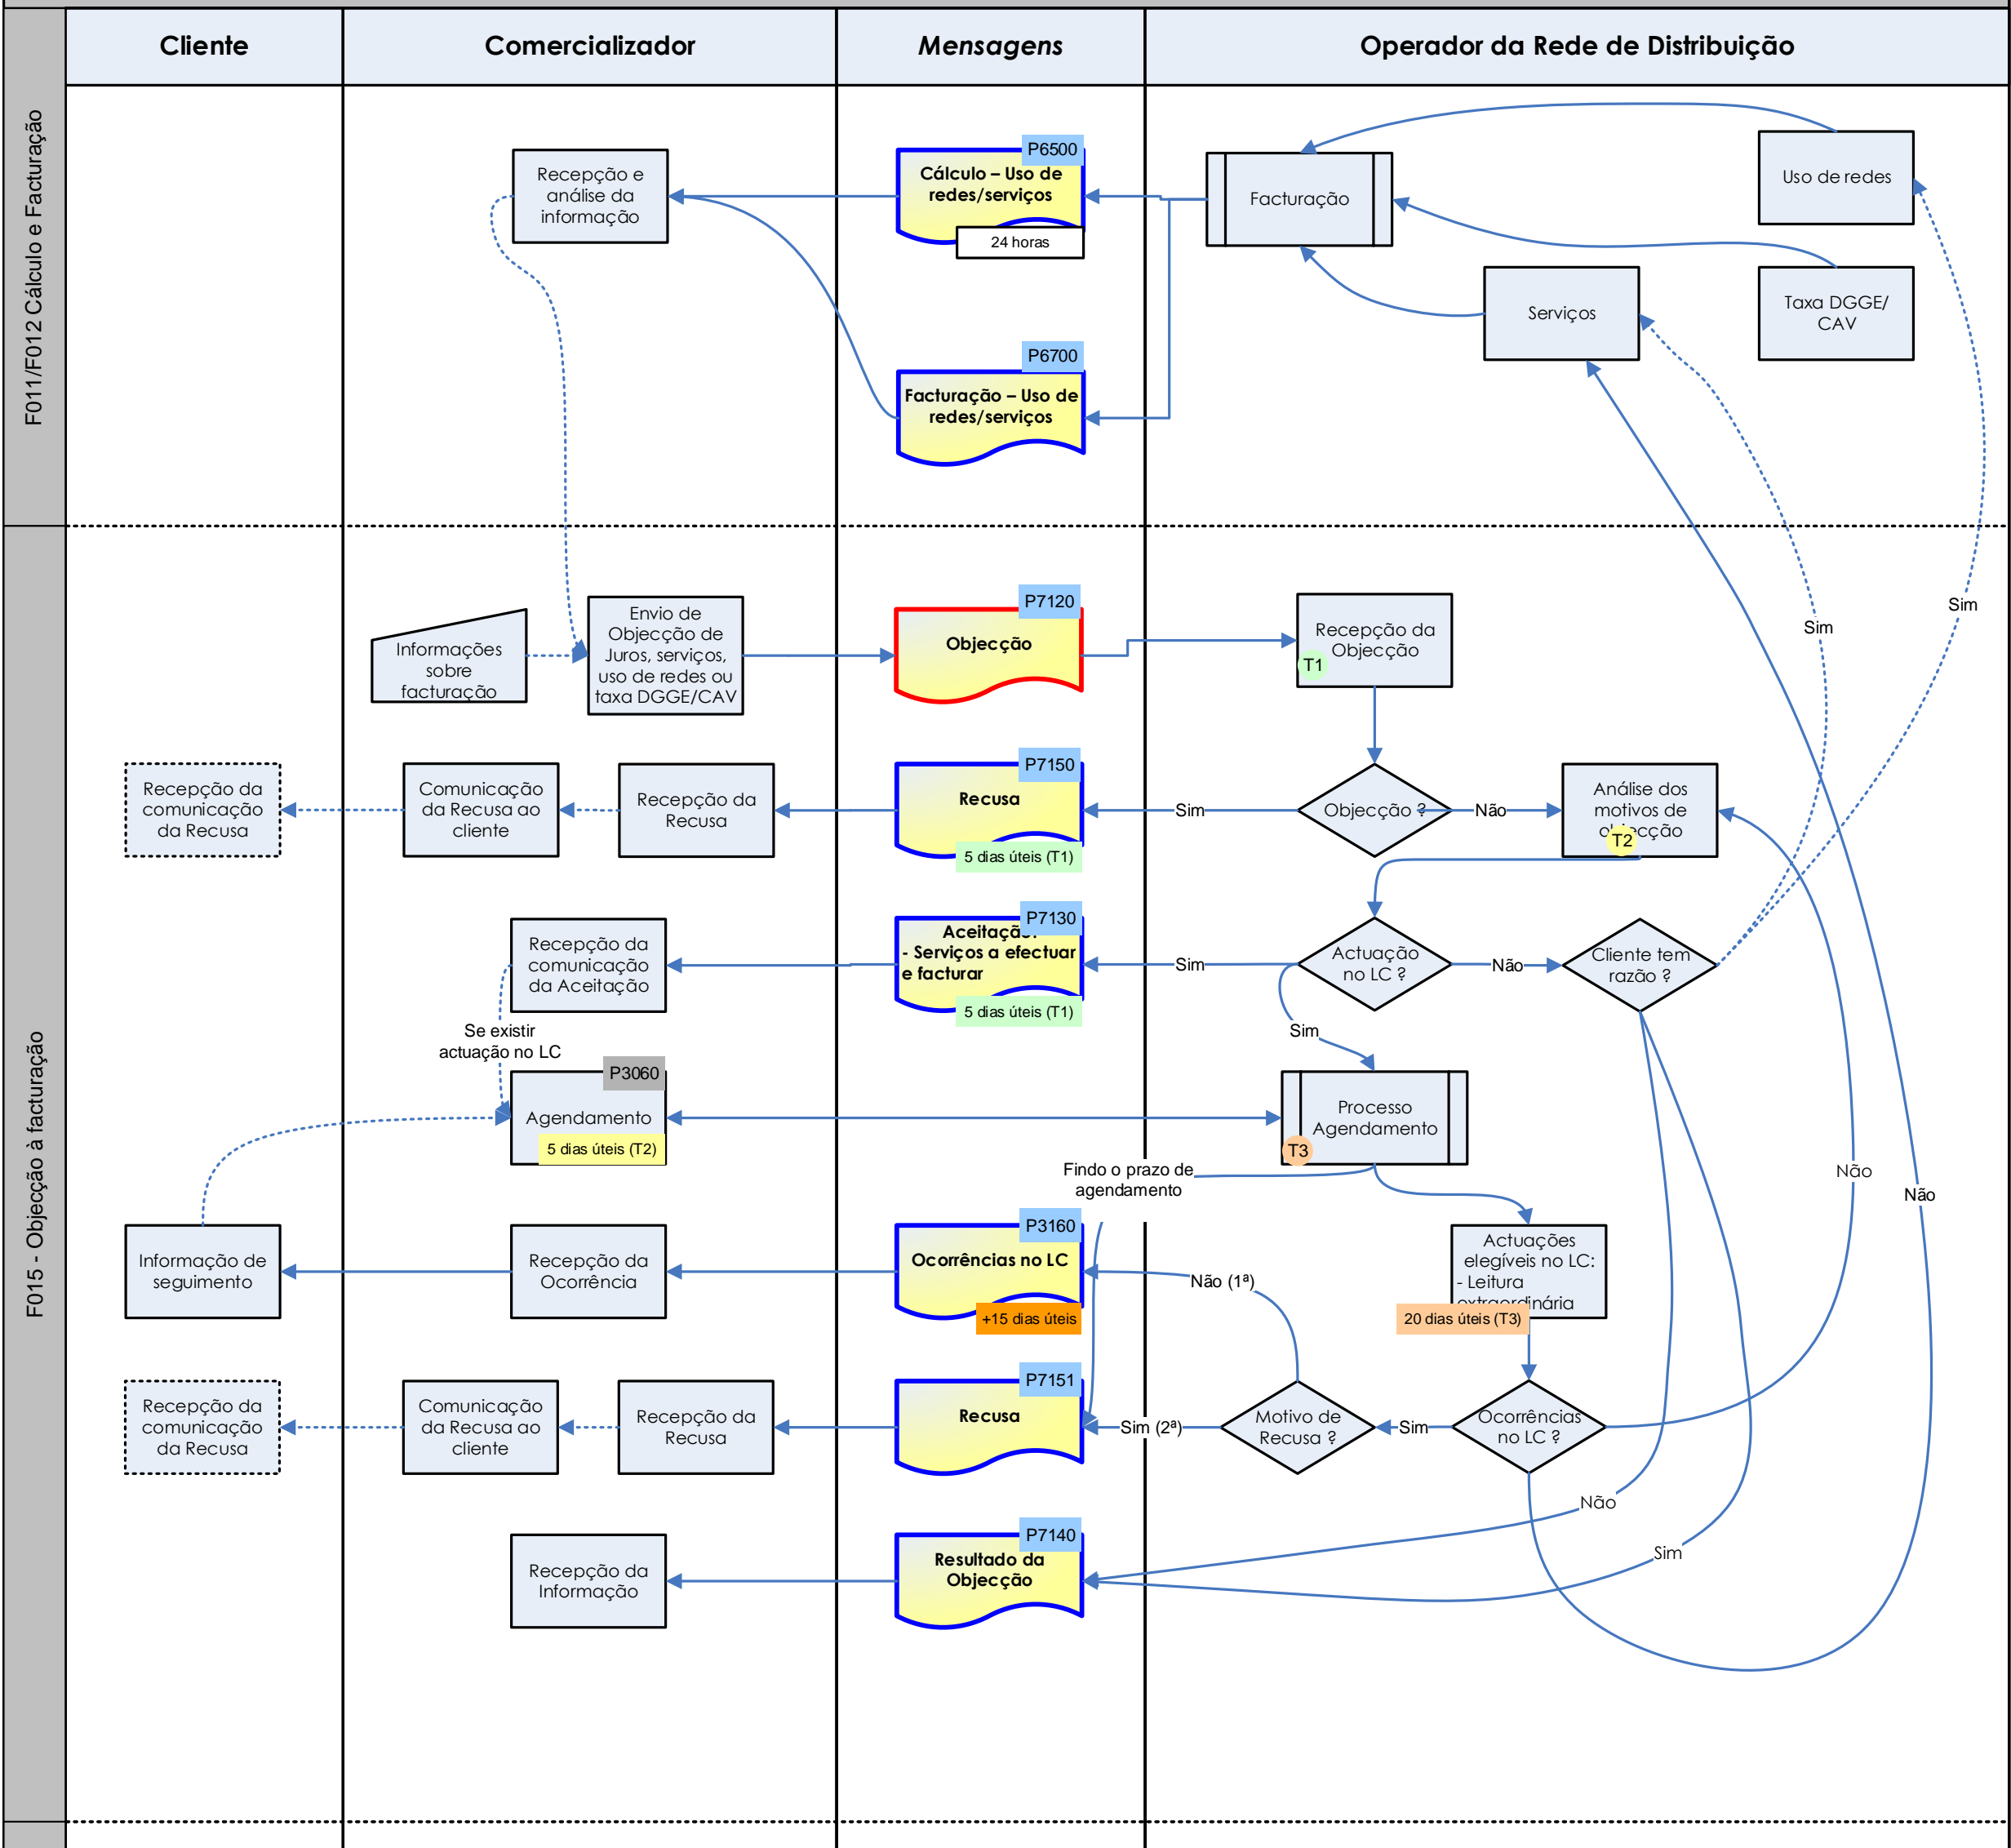 Cliente
Comercializador
Mensagens
Operador da Rede de Distribuição
F011/F012 Cálculo e Facturação
Recepção e
análise da
informação
P6500
Cálculo – Uso de
redes/serviços
24 horas
Facturação
Uso de redes
Serviços
Taxa DGGE/
CAV
P6700
Facturação – Uso de
redes/serviços
F015 - Objecção à facturação
Informações
sobre
facturação
Envio de
Objecção de
Juros, serviços,
uso de redes ou
taxa DGGE/CAV
P7120
Objecção
Recepção da
Objecção
T1
Sim
Sim
Recepção da
comunicação
da Recusa
Comunicação
da Recusa ao
cliente
Recepção da
Recusa
P7150
Recusa
5 dias úteis (T1)
Sim
Objecção ?
Não
Análise dos
motivos de
objecção
T2
Recepção da
comunicação
da Aceitação
P7130
Aceitação:
- Serviços a efectuar
e facturar
5 dias úteis (T1)
Sim
Actuação
no LC ?
Não
Cliente tem
razão ?
Se existir
actuação no LC
Sim
P3060
Agendamento
5 dias úteis (T2)
Processo
Agendamento
T3
Findo o prazo de
agendamento
Não
Não
Informação de
seguimento
Recepção da
Ocorrência
P3160
Ocorrências no LC
+15 dias úteis
Não (1ª)
Actuações
elegíveis no LC:
- Leitura
extraordinária
20 dias úteis (T3)
Recepção da
comunicação
da Recusa
Comunicação
da Recusa ao
cliente
Recepção da
Recusa
P7151
Recusa
Sim (2ª)
Motivo de
Recusa ?
Sim
Ocorrências
no LC ?
Não
Recepção da
Informação
P7140
Resultado da
Objecção
Sim